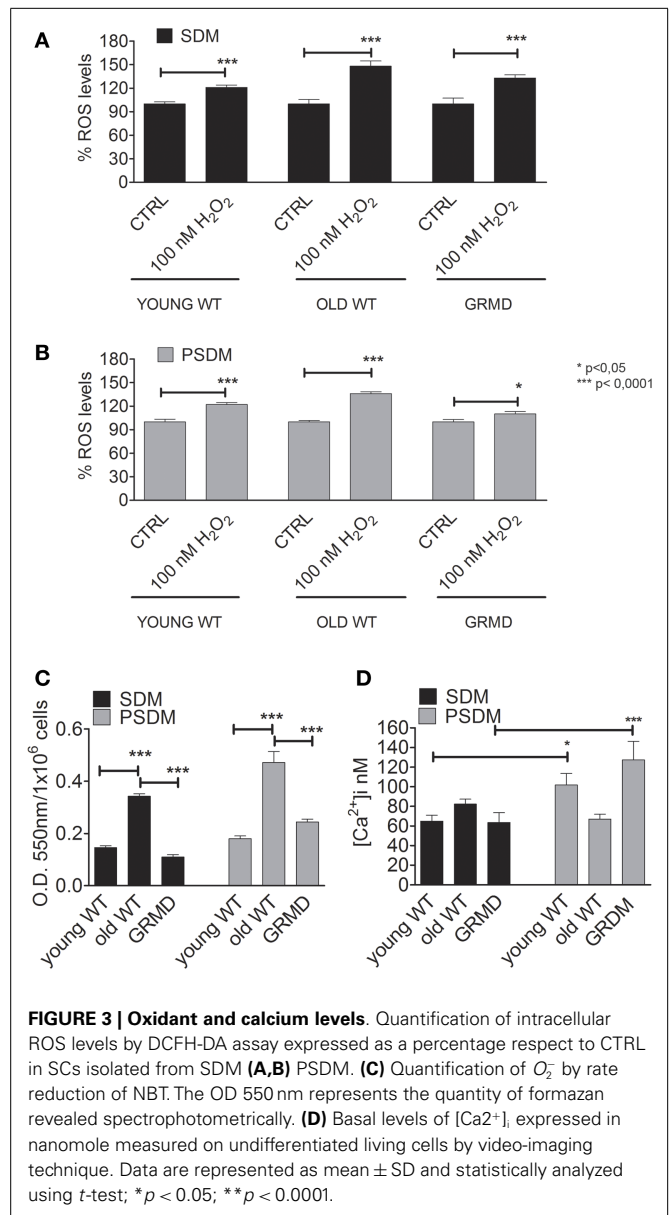 A
SDM
% ROS levels
180
150
120
90
60
30
0
***
***
***
CTRL
100 nM H₂O₂
CTRL
100 nM H₂O₂
CTRL
100 nM H₂O₂
YOUNG WT
OLD WT
GRMD
B
PSDM
% ROS levels
180
150
120
90
60
30
0
***
***
*
* p<0,05
*** p< 0,0001
CTRL
100 nM H₂O₂
CTRL
100 nM H₂O₂
CTRL
100 nM H₂O₂
YOUNG WT
OLD WT
GRMD
C
SDM
PSDM
O.D. 550nm/1x10⁶ cells
0.6
0.4
0.2
0.0
***
***
***
***
young WT
old WT
GRMD
young WT
old WT
GRMD
D
SDM
PSDM
[Ca²⁺]i nM
160
140
120
100
80
60
40
20
0
*
***
young WT
old WT
GRMD
young WT
old WT
GRDM
FIGURE 3 | Oxidant and calcium levels. Quantification of intracellular
ROS levels by DCFH-DA assay expressed as a percentage respect to CTRL
in SCs isolated from SDM (A,B) PSDM. (C) Quantification of O₂⁻ by rate
reduction of NBT. The OD 550 nm represents the quantity of formazan
revealed spectrophotometrically. (D) Basal levels of [Ca2⁺]ᵢ expressed in
nanomole measured on undifferentiated living cells by video-imaging
technique. Data are represented as mean ± SD and statistically analyzed
using t-test; *p < 0.05; **p < 0.0001.